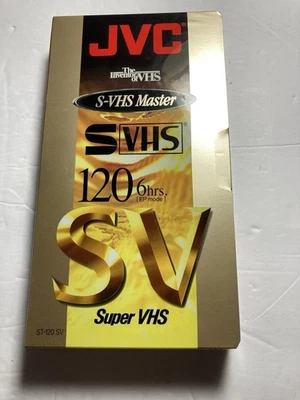 JVC
The
Inventor
of VHS
S-VHS Master
S VHS
120 6hrs.
[EP mode]
SV
Super VHS
ST-120 SV